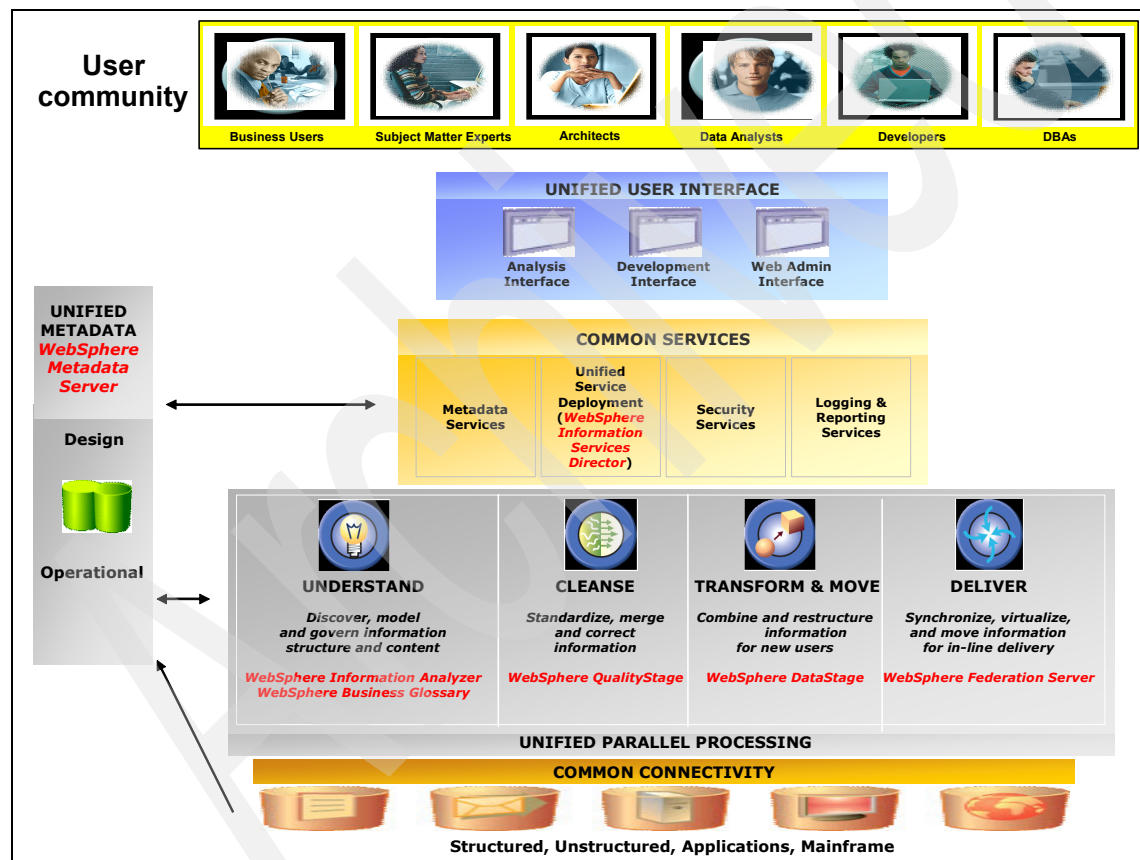 User
community
Business Users
Subject Matter Experts
Architects
Data Analysts
Developers
DBAs
UNIFIED USER INTERFACE
Analysis
Interface
Development
Interface
Web Admin
Interface
UNIFIED
METADATA
WebSphere
Metadata
Server
Design
Operational
COMMON SERVICES
Metadata
Services
Unified
Service
Deployment
(WebSphere
Information
Services
Director)
Security
Services
Logging &
Reporting
Services
UNDERSTAND
Discover, model
and govern information
structure and content
WebSphere Information Analyzer
WebSphere Business Glossary
CLEANSE
Standardize, merge
and correct
information
WebSphere QualityStage
TRANSFORM & MOVE
Combine and restructure
information
for new users
WebSphere DataStage
DELIVER
Synchronize, virtualize,
and move information
for in-line delivery
WebSphere Federation Server
UNIFIED PARALLEL PROCESSING
COMMON CONNECTIVITY
Structured, Unstructured, Applications, Mainframe